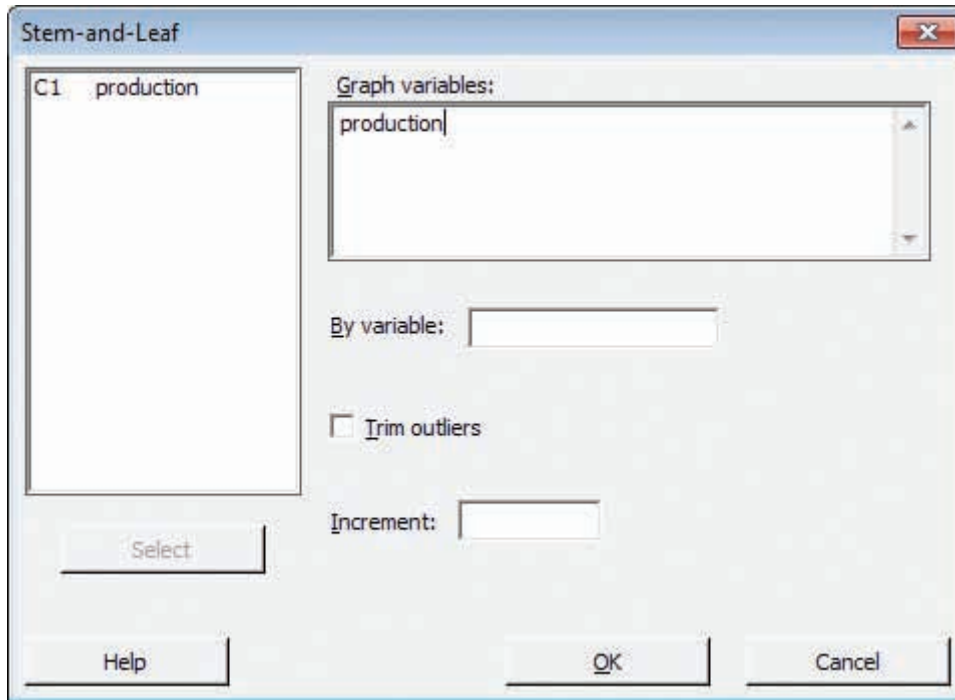 Stem-and-Leaf
C1 production
Graph variables:
production
By variable:
Trim outliers
Increment:
Select
Help
OK
Cancel